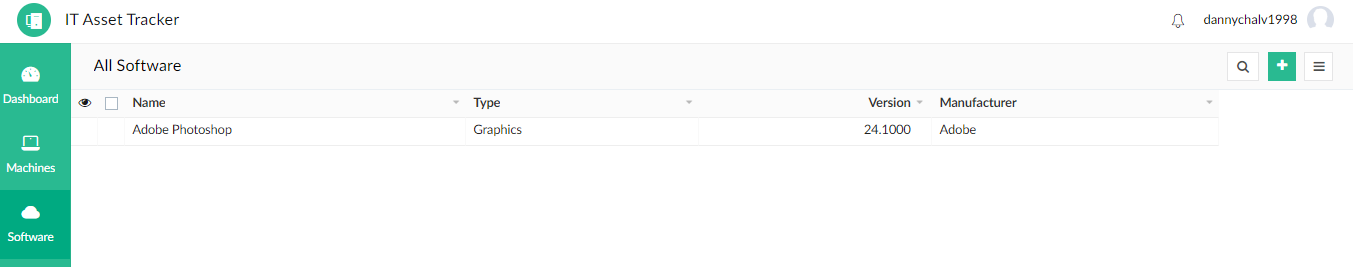 IT Asset Tracker
dannychalv1998
All Software
Dashboard
Name Type Version Manufacturer
Adobe Photoshop Graphics 24.1000 Adobe
Machines
Software